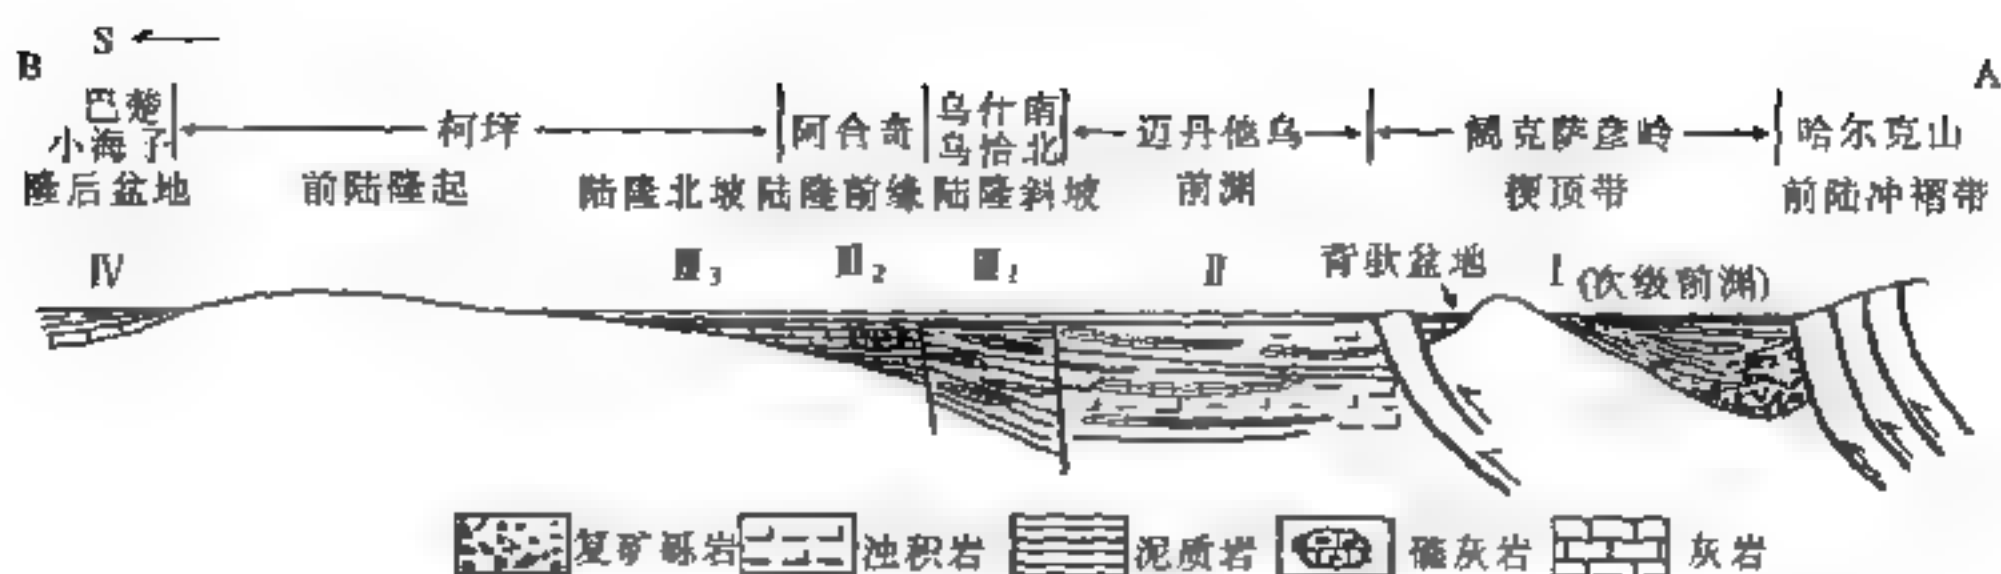 S
B
A
巴楚 乌什南
小海子 柯坪 阿合奇 乌恰北 迈丹他乌 阔克萨彦岭 哈尔克山
隆后盆地 前陆隆起 陆隆北坡 陆隆前缘 陆隆斜坡 前渊 楔顶带 前陆冲褶带
Ⅳ Ⅲ3 Ⅲ2 Ⅲ1 Ⅱ 背驮盆地 Ⅰ (次级前渊)
复矿砾岩 浊积岩 泥质岩 礁灰岩 灰岩